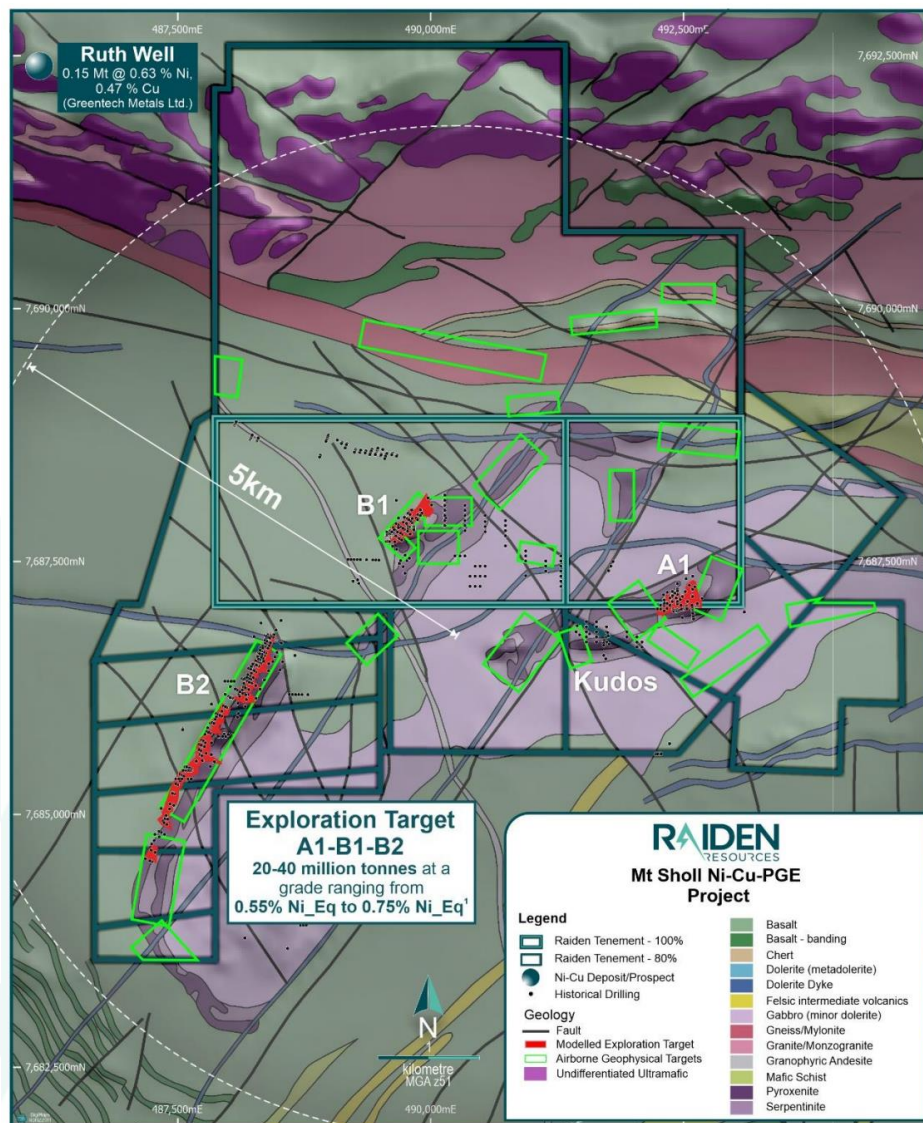 487,500mE
490,000mE
492,500mE
7,692,500mN
Ruth Well
0.15 Mt @ 0.63 % Ni,
0.47 % Cu
(Greentech Metals Ltd.)
7,690,000mN
7,690,000mN
5km
B1
7,687,500mN
A1
7,687,500mN
B2
Kudos
7,685,000mN
Exploration Target
A1-B1-B2
20-40 million tonnes at a
grade ranging from
0.55% Ni_Eq to 0.75% Ni_Eq¹
RAIDEN
RESOURCES
Mt Sholl Ni-Cu-PGE
Project
Legend
Raiden Tenement - 100%
Raiden Tenement - 80%
Ni-Cu Deposit/Prospect
Historical Drilling
Geology
Fault
Modelled Exploration Target
Airborne Geophysical Targets
Undifferentiated Ultramafic
Basalt
Basalt - banding
Chert
Dolerite (metadolerite)
Dolerite Dyke
Felsic intermediate volcanics
Gabbro (minor dolerite)
Gneiss/Mylonite
Granite/Monzogranite
Granophyric Andesite
Mafic Schist
Pyroxenite
Serpentinite
N
1
kilometre
MGA z51
7,682,500mN
487,500mE
490,000mE